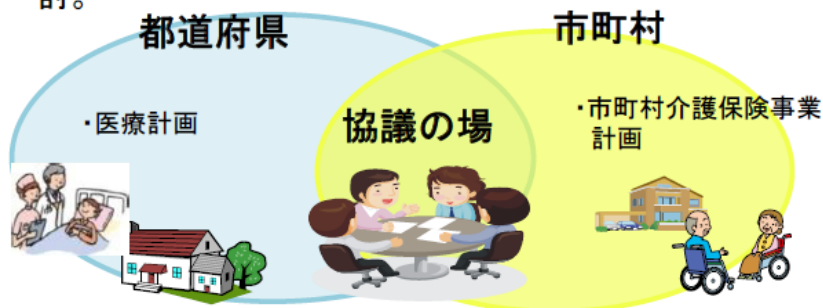 的。
都道府県
市町村
・医療計画
協議の場
・市町村介護保険事業
計画